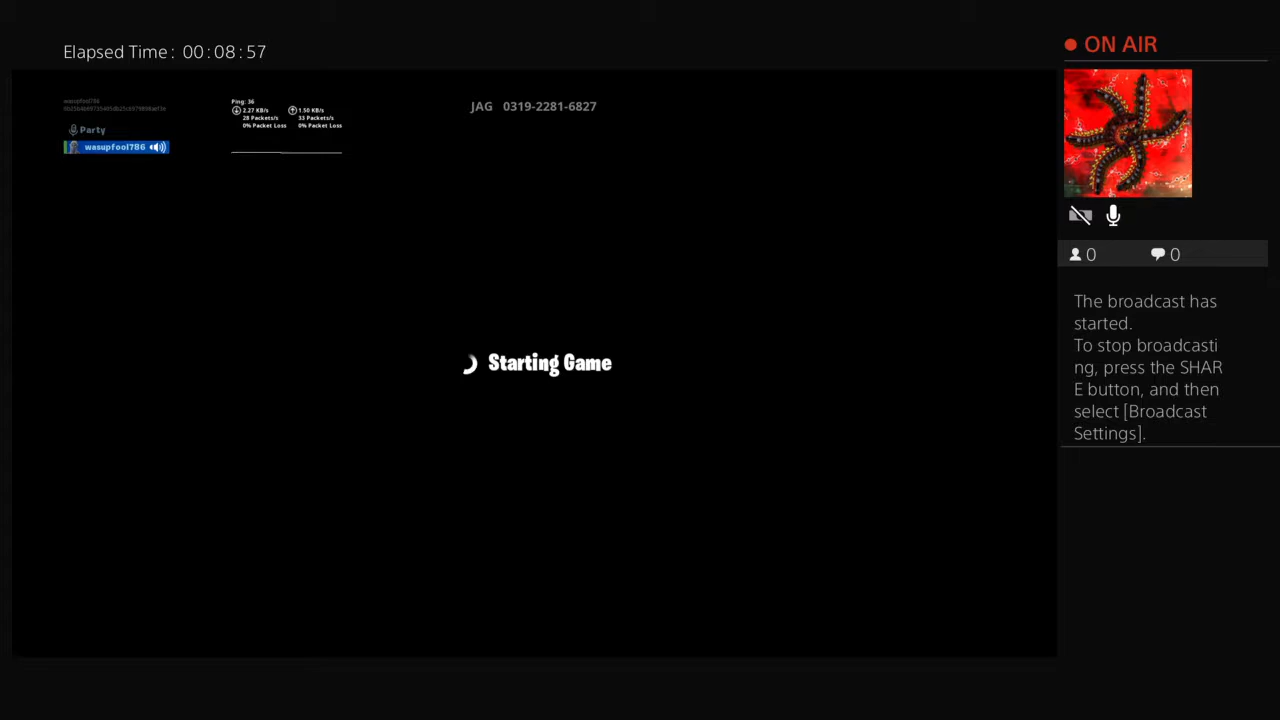 Elapsed Time: 00:08:57
ON AIR
wasupfool786
Ping: 36
2.27 KB/s
1.50 KB/s
28 Packets/s
33 Packets/s
0% Packet Loss
0% Packet Loss
JAG 0319-2281-6827
Party
wasupfool786
0
0
The broadcast has
started.
To stop broadcasti
ng, press the SHAR
E button, and then
select [Broadcast
Settings].
Starting Game